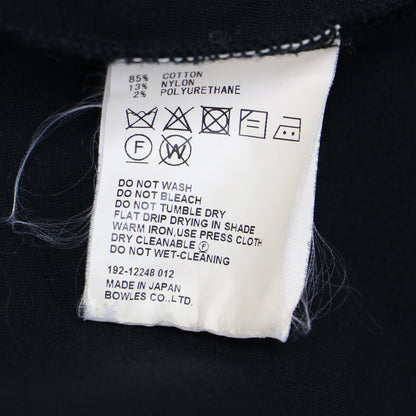 85% COTTON
13% NYLON
2% POLYURETHANE
F W
DO NOT WASH
DO NOT BLEACH
DO NOT TUMBLE DRY
FLAT DRIP DRYING IN SHADE
WARM IRON, USE PRESS CLOTH
DRY CLEANABLE Ⓕ
DO NOT WET-CLEANING
192-12248 012
MADE IN JAPAN
BOWLES CO., LTD.